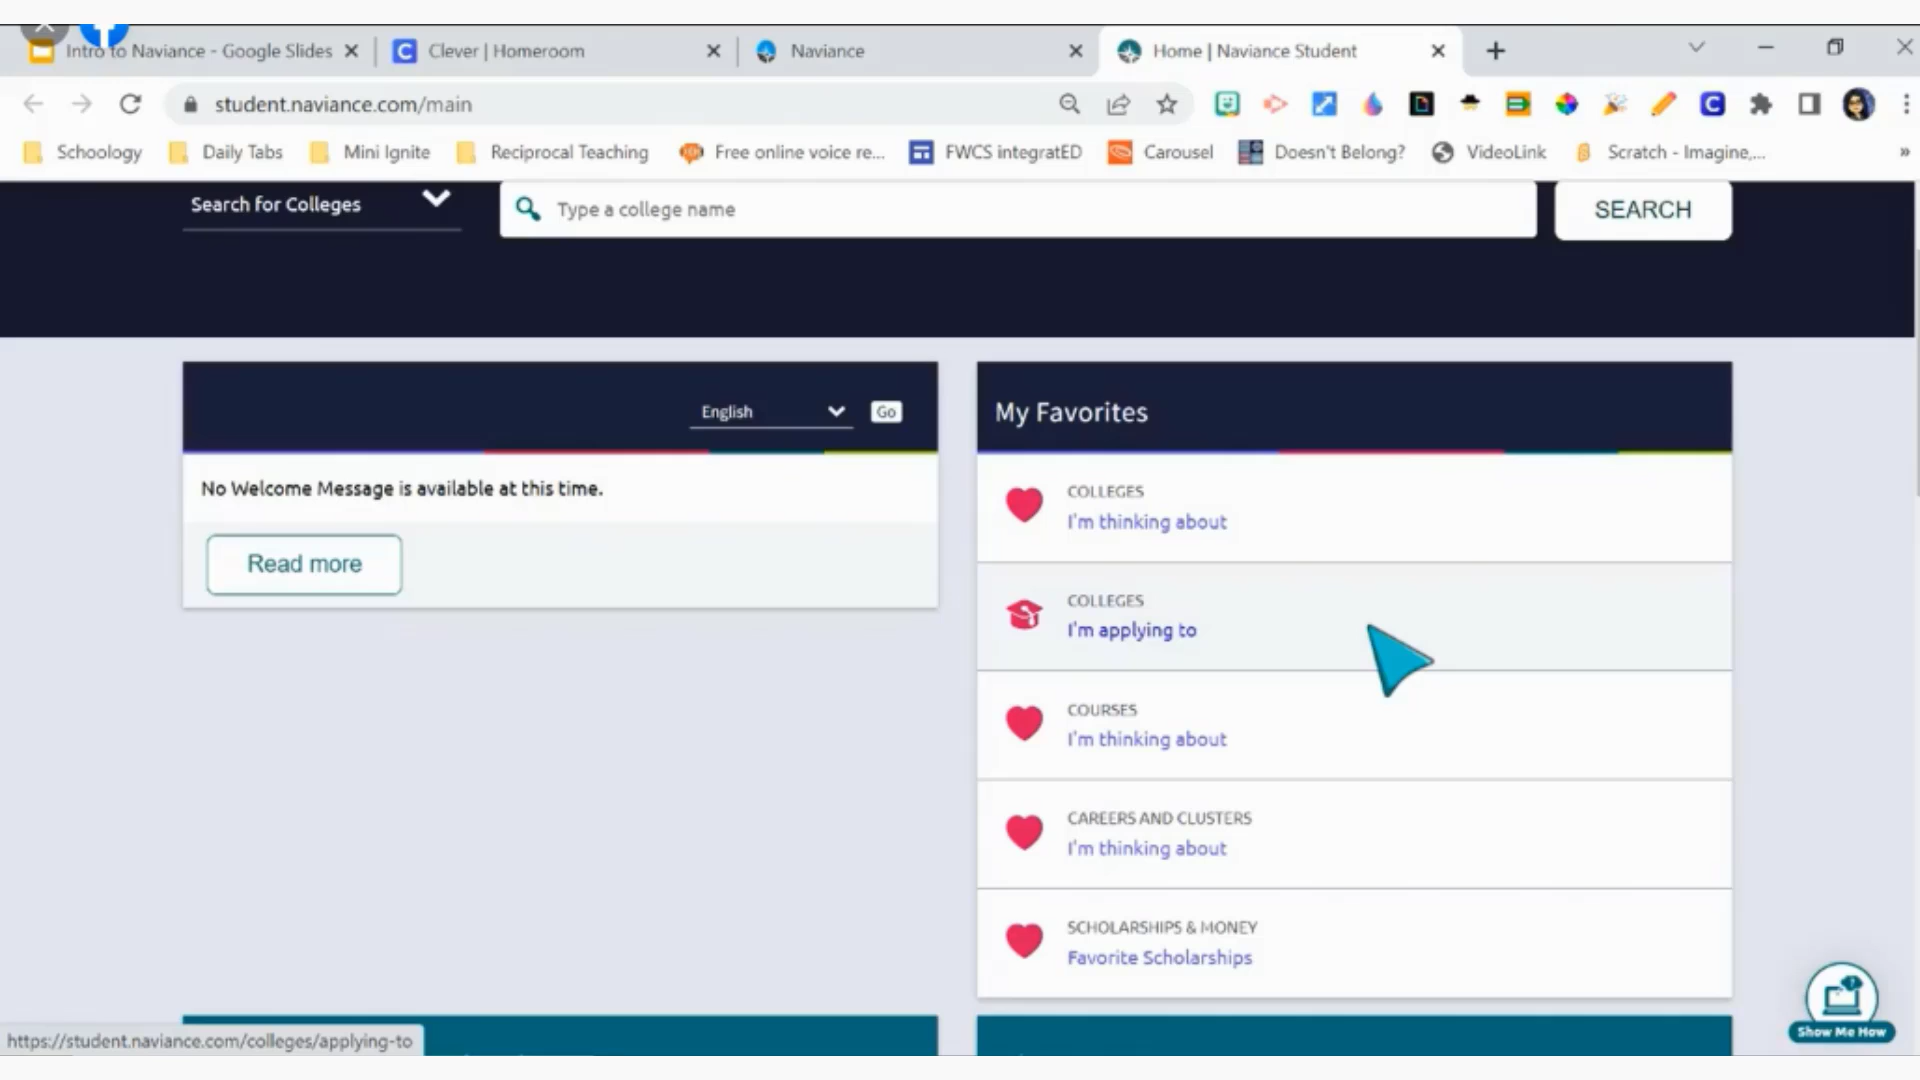 Intro to Naviance - Google Slides
Clever | Homeroom
Naviance
Home | Naviance Student
student.naviance.com/main
Schoology
Daily Tabs
Mini Ignite
Reciprocal Teaching
Free online voice re...
FWCS integratED
Carousel
Doesn't Belong?
VideoLink
Scratch - Imagine,...
Search for Colleges
Type a college name
SEARCH
English
Go
No Welcome Message is available at this time.
Read more
My Favorites
COLLEGES
I'm thinking about
COLLEGES
I'm applying to
COURSES
I'm thinking about
CAREERS AND CLUSTERS
I'm thinking about
SCHOLARSHIPS & MONEY
Favorite Scholarships
Show Me How
https://student.naviance.com/colleges/applying-to